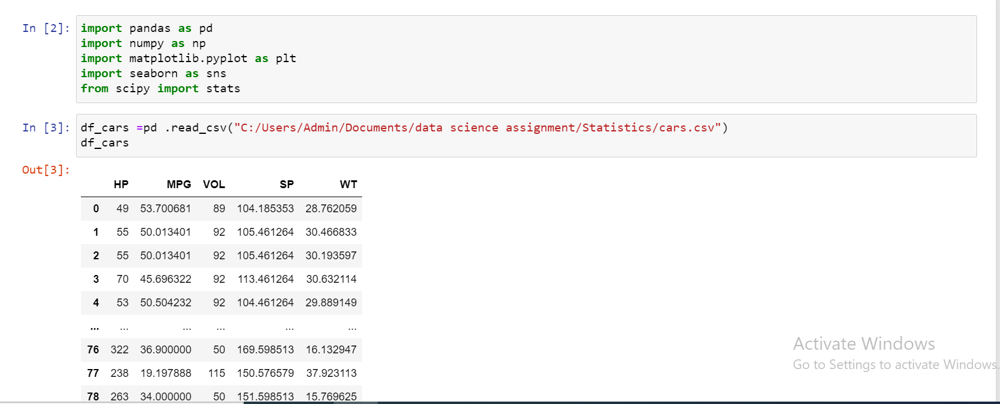 In [2]: import pandas as pd
import numpy as np
import matplotlib.pyplot as plt
import seaborn as sns
from scipy import stats
In [3]: df_cars =pd .read_csv("C:/Users/Admin/Documents/data science assignment/Statistics/cars.csv")
df_cars
Out[3]:
HP MPG VOL SP WT
0 49 53.700681 89 104.185353 28.762059
1 55 50.013401 92 105.461264 30.466833
2 55 50.013401 92 105.461264 30.193597
3 70 45.696322 92 113.461264 30.632114
4 53 50.504232 92 104.461264 29.889149
... ... ... ... ... ...
76 322 36.900000 50 169.598513 16.132947
77 238 19.197888 115 150.576579 37.923113
78 263 34.000000 50 151.598513 15.769625
Activate Windows
Go to Settings to activate Windows.